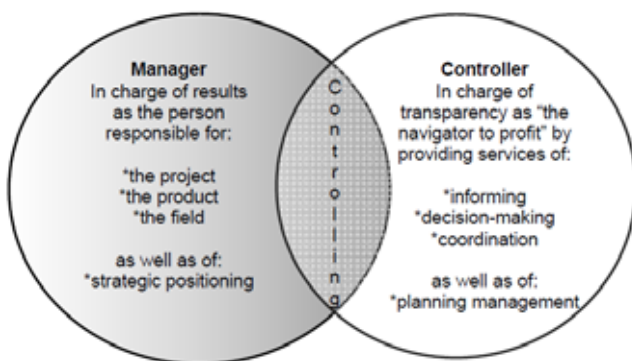 Manager
In charge of results
as the person
responsible for:
*the project
*the product
*the field
as well as of:
*strategic positioning
Controlling
Controller
In charge of
transparency as "the
navigator to profit" by
providing services of:
*informing
*decision-making
*coordination
as well as of:
*planning management